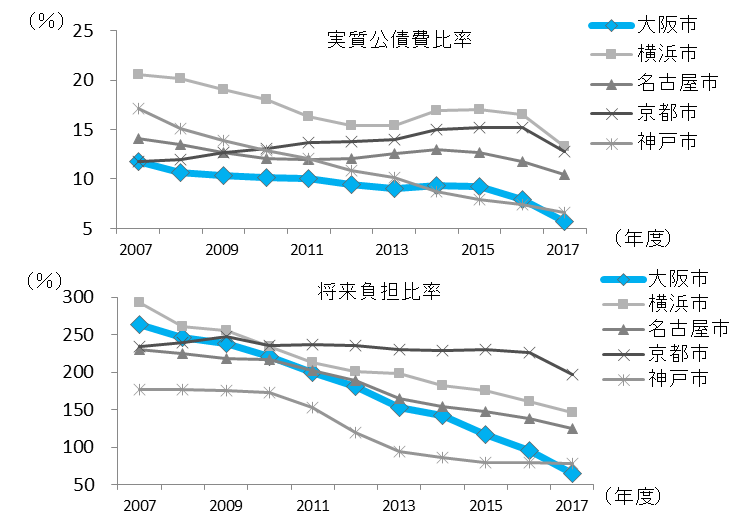 (％)
実質公債費比率
25
20
15
10
5
2007 2009 2011 2013 2015 2017
（年度）
大阪市
横浜市
名古屋市
京都市
神戸市
(％)
将来負担比率
300
250
200
150
100
50
2007 2009 2011 2013 2015 2017
（年度）
大阪市
横浜市
名古屋市
京都市
神戸市